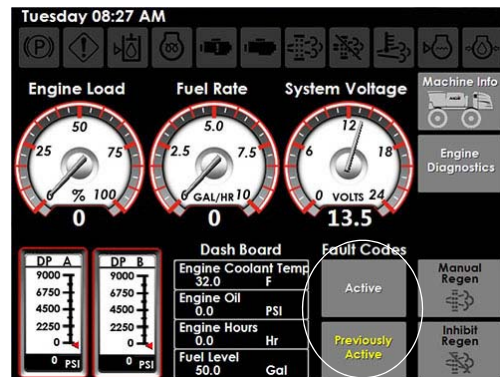 Tuesday 08:27 AM
Engine Load
Fuel Rate
System Voltage
Machine Info
25 50 75
0 % 100
0
2.5 5.0 7.5
0 GAL/HR 10
0
6 12 18
0 VOLTS 24
13.5
Engine
Diagnostics
DP A
9000
6750
4500
2250
0
0 PSI
DP B
9000
6750
4500
2250
0
0 PSI
Dash Board
Engine Coolant Temp
32.0 F
Engine Oil
0.0 PSI
Engine Hours
0.0 Hr
Fuel Level
50.0 Gal
Fault Codes
Active
Previously
Active
Manual
Regen
Inhibit
Regen